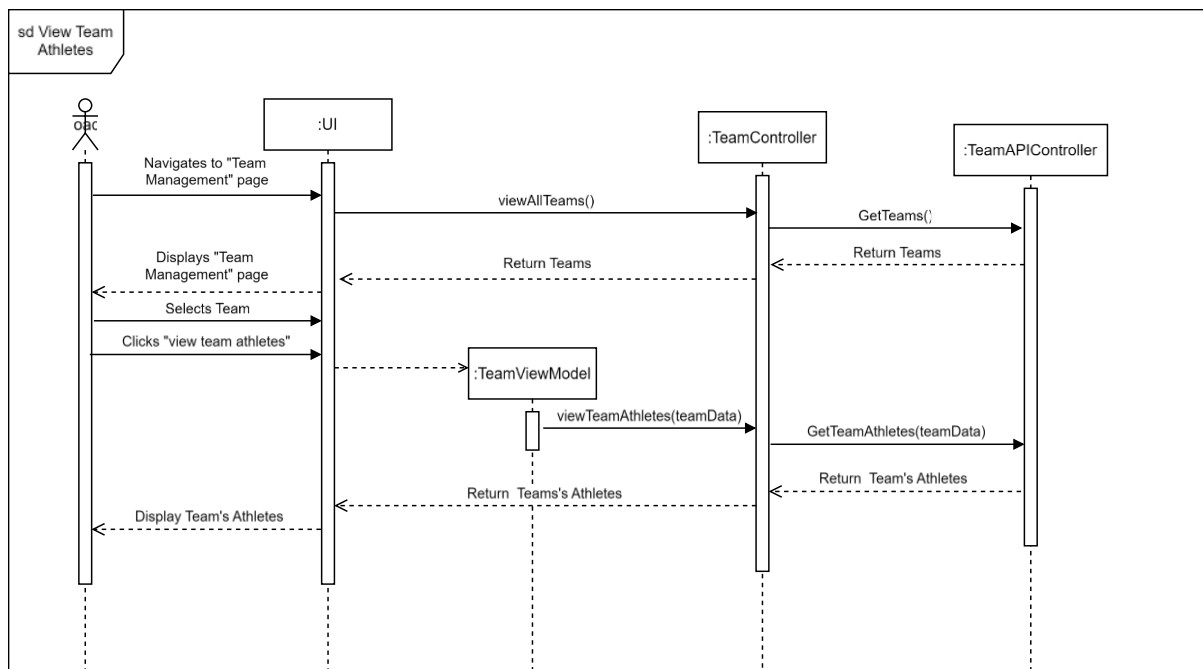 sd View Team
Athletes
:UI
:TeamController
:TeamAPIController
Navigates to "Team
Management" page
viewAllTeams()
GetTeams()
Return Teams
Return Teams
Displays "Team
Management" page
Selects Team
Clicks "view team athletes"
:TeamViewModel
viewTeamAthletes(teamData)
GetTeamAthletes(teamData)
Return Team's Athletes
Return Teams's Athletes
Display Team's Athletes